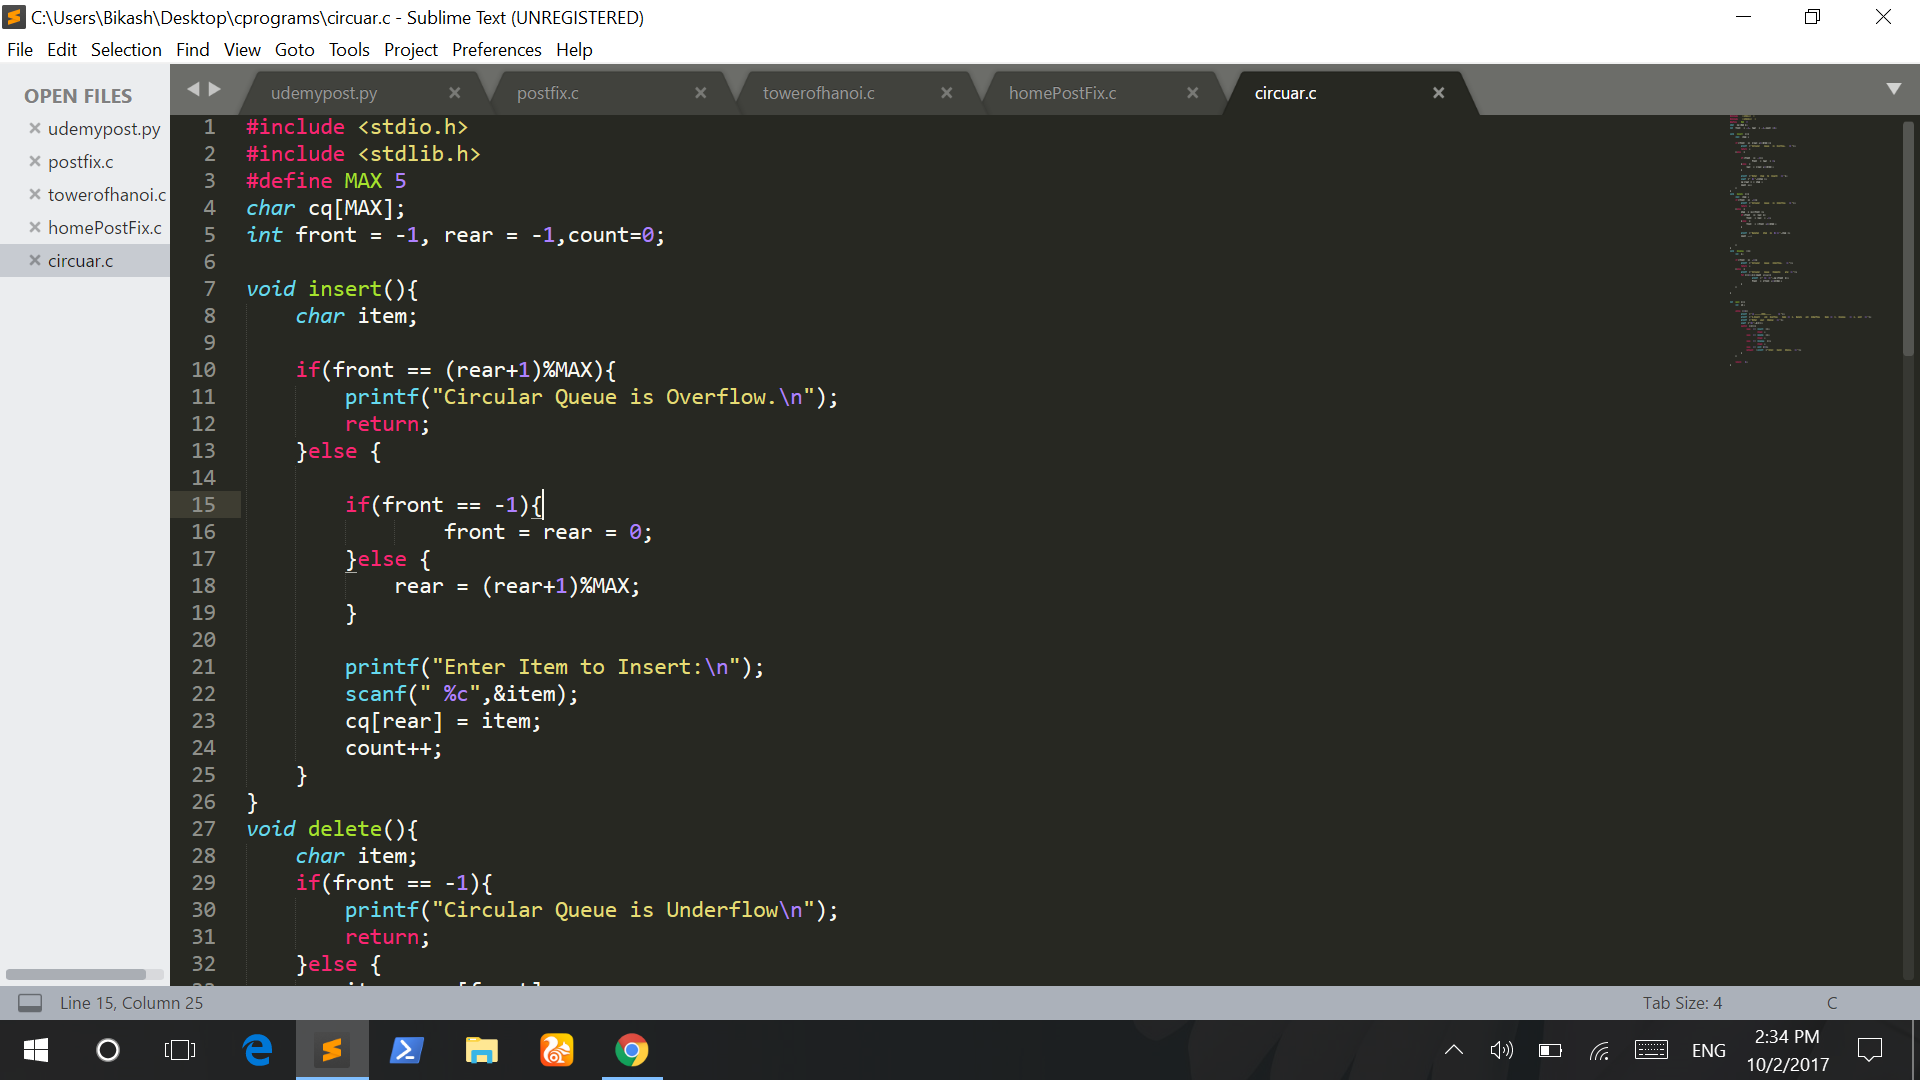 C:\Users\Bikash\Desktop\cprograms\circuar.c - Sublime Text (UNREGISTERED)
File Edit Selection Find View Goto Tools Project Preferences Help
OPEN FILES
udemypost.py
postfix.c
towerofhanoi.c
homePostFix.c
circuar.c
udemypost.py postfix.c towerofhanoi.c homePostFix.c circuar.c
1 #include <stdio.h>
2 #include <stdlib.h>
3 #define MAX 5
4 char cq[MAX];
5 int front = -1, rear = -1,count=0;
6
7 void insert(){
8 char item;
9
10 if(front == (rear+1)%MAX){
11 printf("Circular Queue is Overflow.\n");
12 return;
13 }else {
14
15 if(front == -1){
16 front = rear = 0;
17 }else {
18 rear = (rear+1)%MAX;
19 }
20
21 printf("Enter Item to Insert:\n");
22 scanf(" %c",&item);
23 cq[rear] = item;
24 count++;
25 }
26 }
27 void delete(){
28 char item;
29 if(front == -1){
30 printf("Circular Queue is Underflow\n");
31 return;
32 }else {
Line 15, Column 25 Tab Size: 4 C
ENG
2:34 PM
10/2/2017